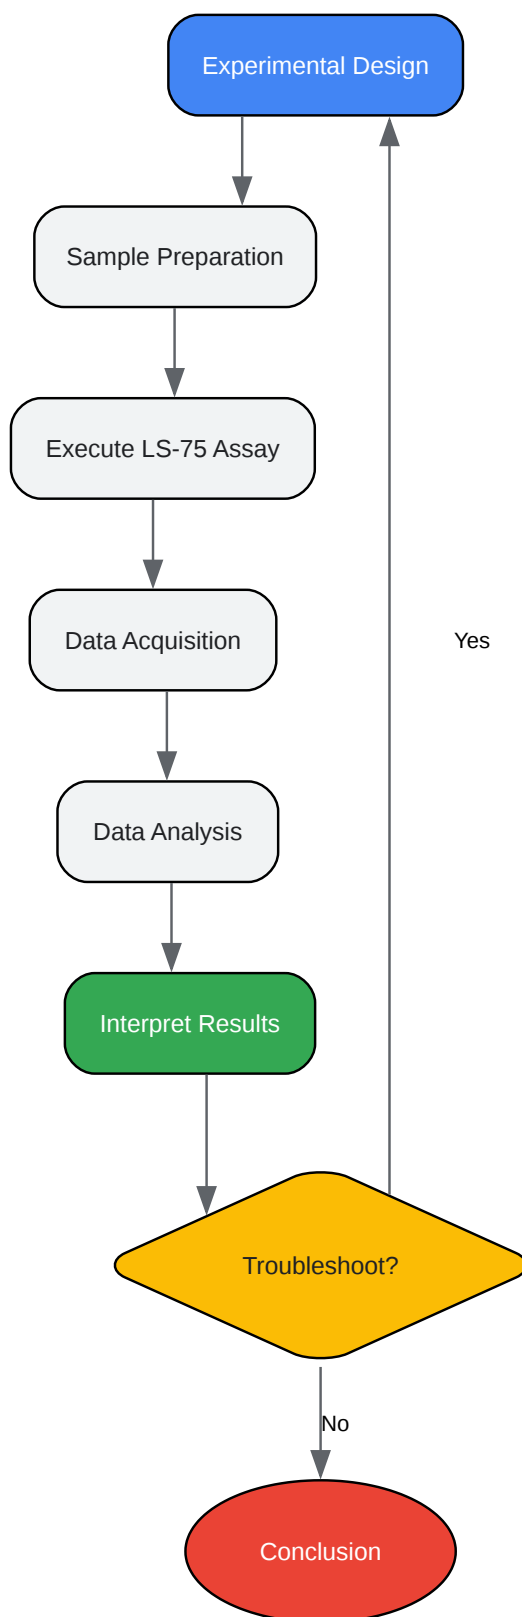 Experimental Design
Sample Preparation
Execute LS-75 Assay
Data Acquisition
Yes
Data Analysis
Interpret Results
Troubleshoot?
No
Conclusion